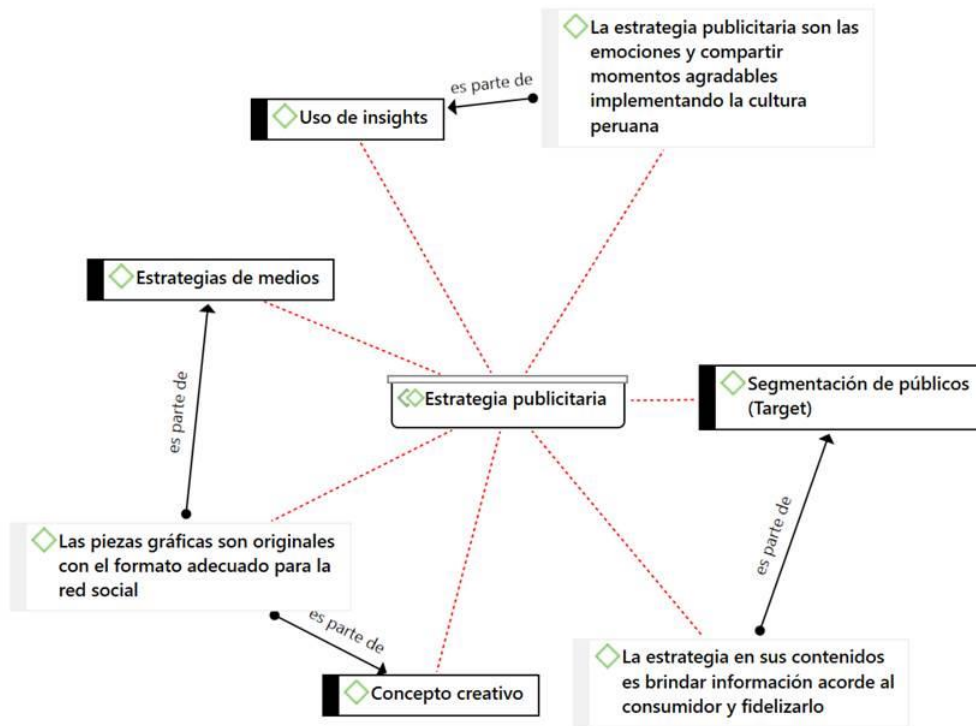 La estrategia publicitaria son las
emociones y compartir
momentos agradables
implementando la cultura
peruana
es parte de
Uso de insights
Estrategias de medios
es parte de
Estrategia publicitaria
Segmentación de públicos
(Target)
es parte de
Las piezas gráficas son originales
con el formato adecuado para la
red social
es parte de
Concepto creativo
La estrategia en sus contenidos
es brindar información acorde al
consumidor y fidelizarlo